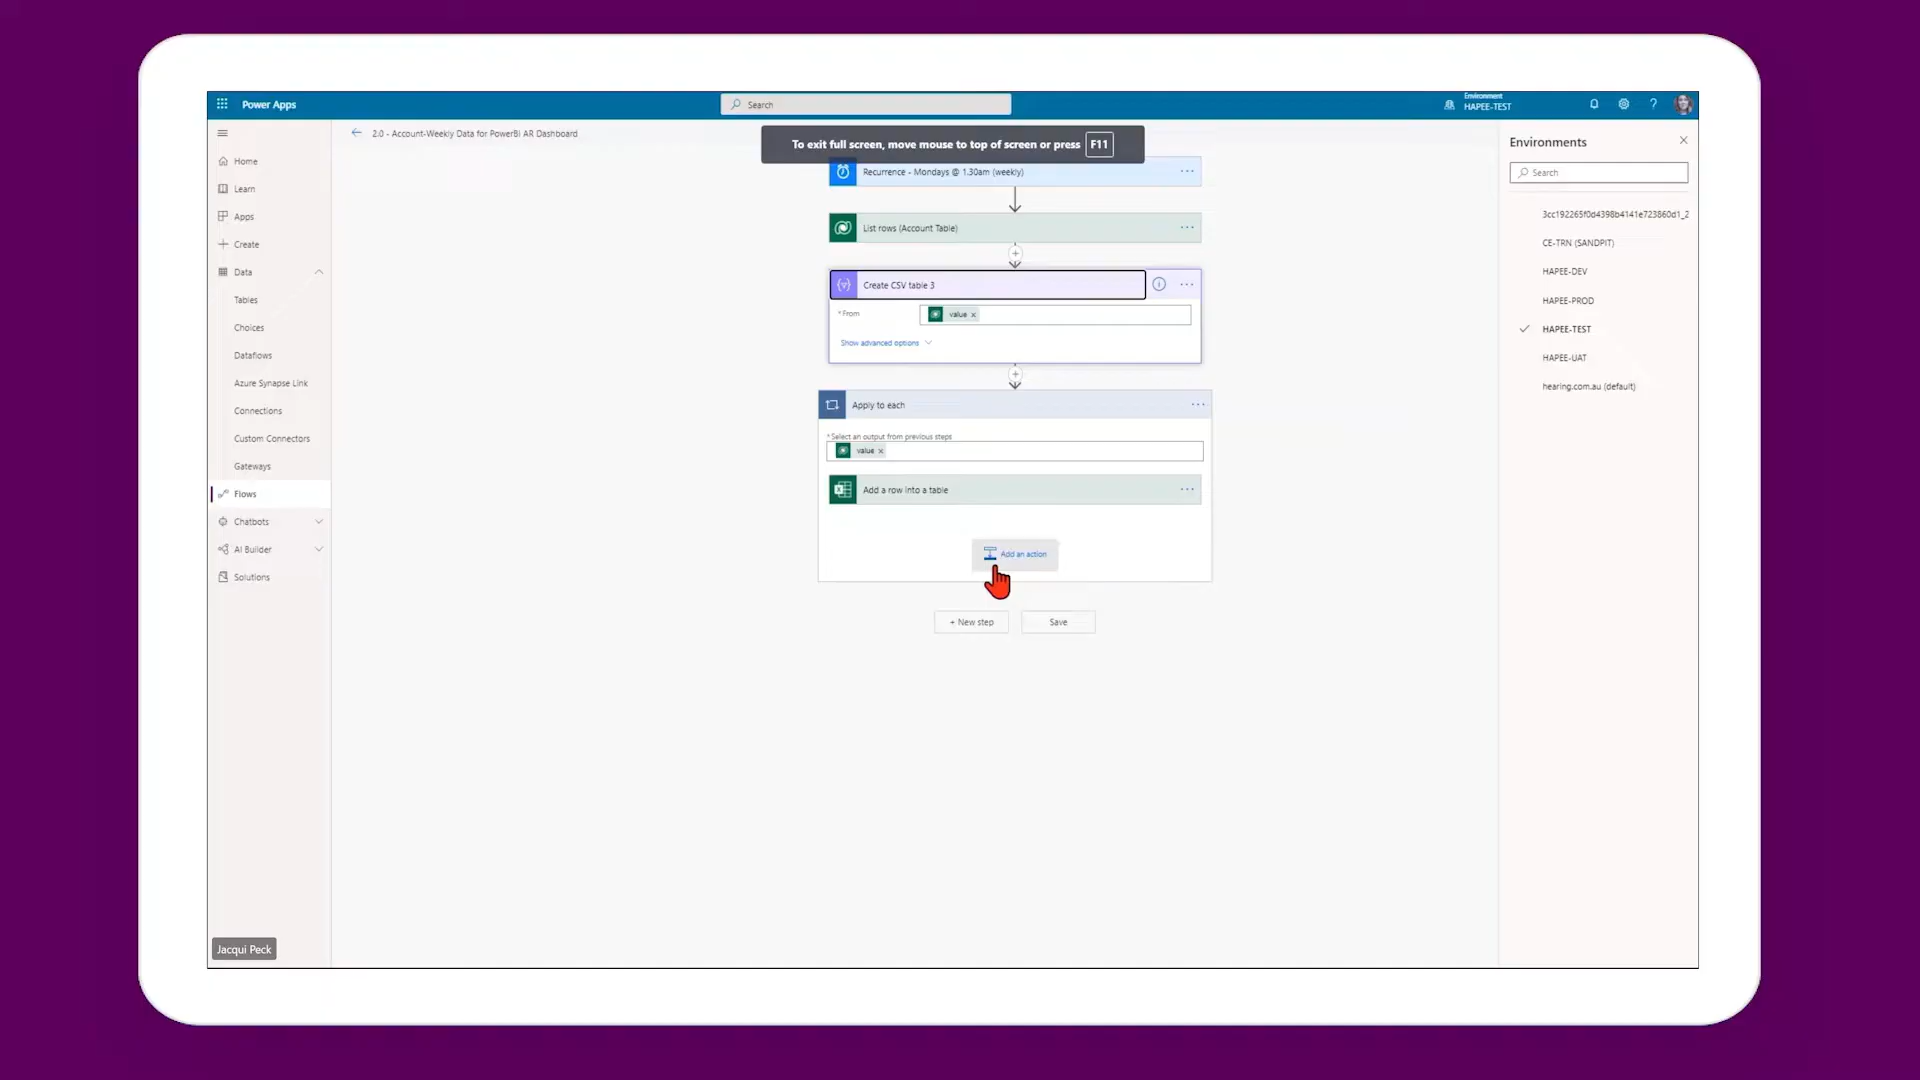 Power Apps
Search
Environment
HAPEE-TEST
?
2.0 - Account-Weekly Data for PowerBi AR Dashboard
To exit full screen, move mouse to top of screen or press F11
Home
Learn
Apps
Create
Data
Tables
Choices
Dataflows
Azure Synapse Link
Connections
Custom Connectors
Gateways
Flows
Chatbots
AI Builder
Solutions
Jacqui Peck
Recurrence - Mondays @ 1.30am (weekly)
List rows (Account Table)
Create CSV table 3
* From
value x
Show advanced options
Apply to each
* Select an output from previous steps
value x
Add a row into a table
Add an action
+ New step
Save
Environments
Search
3cc192265f0d4398b4141e723860d1_2
CE-TRN (SANDPIT)
HAPEE-DEV
HAPEE-PROD
HAPEE-TEST
HAPEE-UAT
hearing.com.au (default)